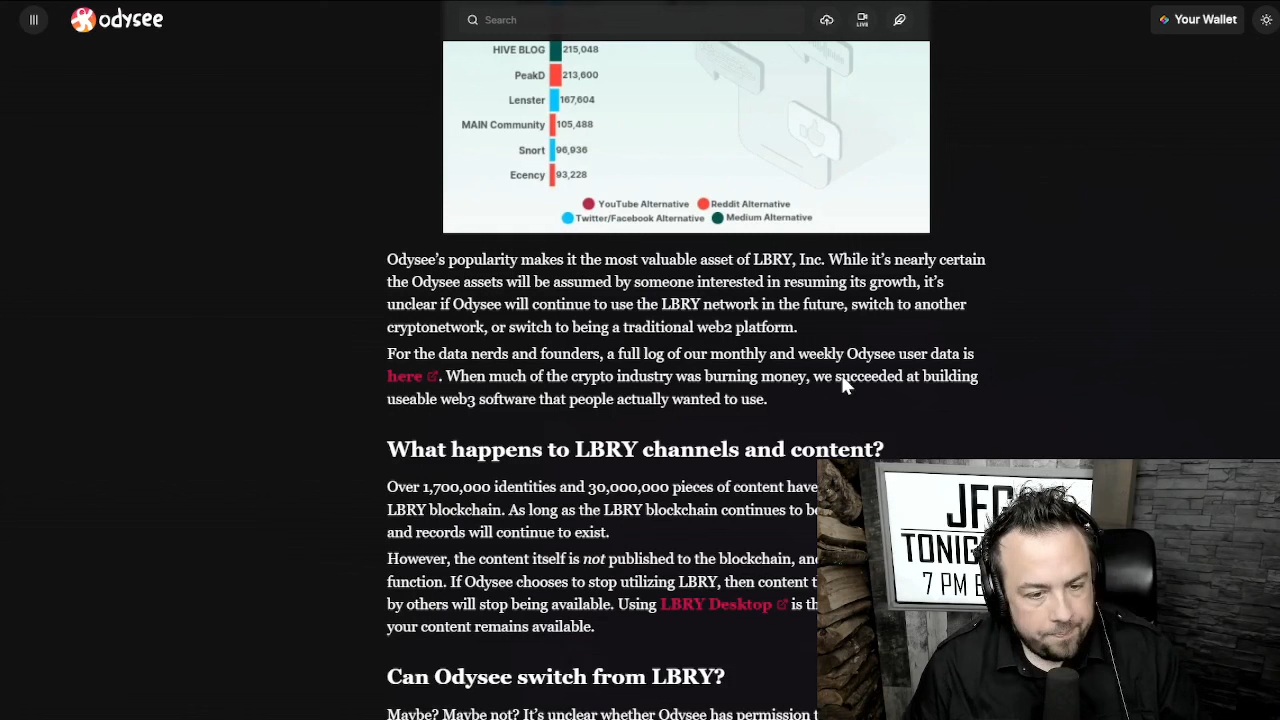 odysee
Search
LIVE
Your Wallet
HIVE BLOG 215,048
PeakD 213,600
Lenster 167,604
MAIN Community 105,488
Snort 96,936
Ecency 93,228
YouTube Alternative Reddit Alternative
Twitter/Facebook Alternative Medium Alternative
Odysee’s popularity makes it the most valuable asset of LBRY, Inc. While it’s nearly certain
the Odysee assets will be assumed by someone interested in resuming its growth, it’s
unclear if Odysee will continue to use the LBRY network in the future, switch to another
cryptonetwork, or switch to being a traditional web2 platform.
For the data nerds and founders, a full log of our monthly and weekly Odysee user data is
here. When much of the crypto industry was burning money, we succeeded at building
useable web3 software that people actually wanted to use.
What happens to LBRY channels and content?
Over 1,700,000 identities and 30,000,000 pieces of content have
LBRY blockchain. As long as the LBRY blockchain continues to
and records will continue to exist.
However, the content itself is not published to the blockchain,
function. If Odysee chooses to stop utilizing LBRY, then content
by others will stop being available. Using LBRY Desktop is
your content remains available.
Can Odysee switch from LBRY?
Maybe? Maybe not? It’s unclear whether Odysee has permission
JFG
7 PM